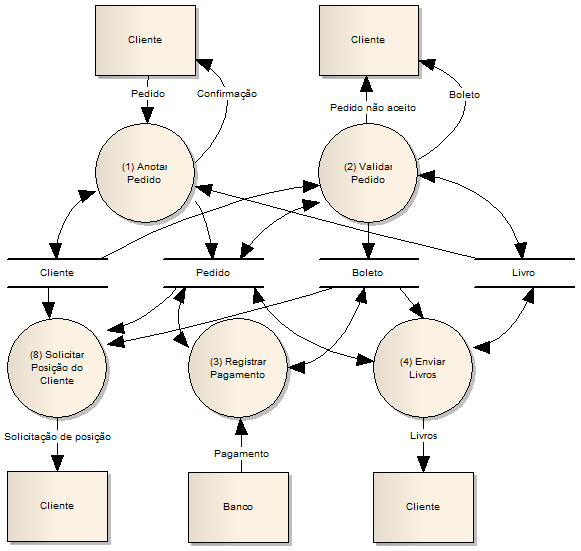 Cliente
Cliente
Pedido
Confirmação
Pedido não aceito
Boleto
(1) Anotar
Pedido
(2) Validar
Pedido
Cliente
Pedido
Boleto
Livro
(8) Solicitar
Posição do
Cliente
(3) Registrar
Pagamento
(4) Enviar
Livros
Solicitação de posição
Pagamento
Livros
Cliente
Banco
Cliente